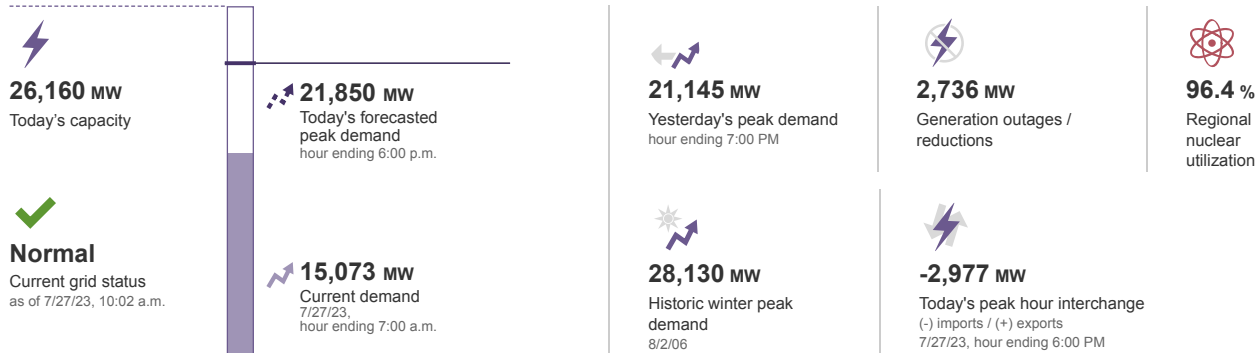 26,160 MW
Today's capacity
Normal
Current grid status
as of 7/27/23, 10:02 a.m.
21,850 MW
Today's forecasted
peak demand
hour ending 6:00 p.m.
15,073 MW
Current demand
7/27/23,
hour ending 7:00 a.m.
21,145 MW
Yesterday's peak demand
hour ending 7:00 PM
2,736 MW
Generation outages /
reductions
96.4 %
Regional
nuclear
utilization
28,130 MW
Historic winter peak
demand
8/2/06
-2,977 MW
Today's peak hour interchange
(-) imports / (+) exports
7/27/23, hour ending 6:00 PM